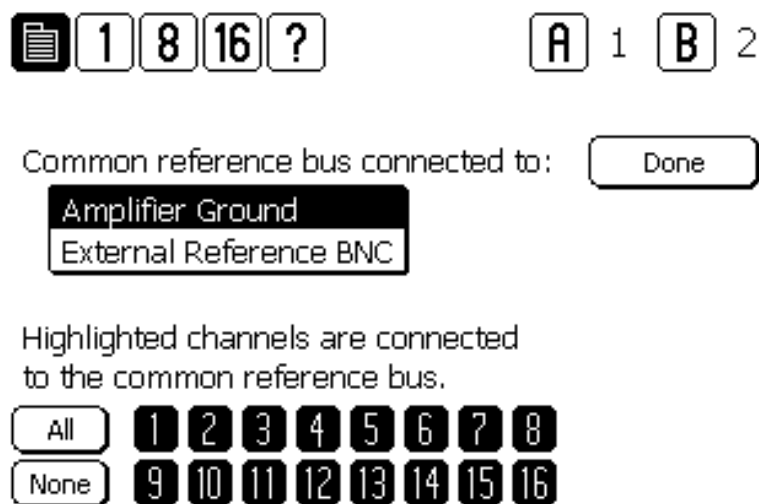 1 8 16 ? A 1 B 2
Common reference bus connected to: Done
Amplifier Ground
External Reference BNC
Highlighted channels are connected
to the common reference bus.
All 1 2 3 4 5 6 7 8
None 9 10 11 12 13 14 15 16